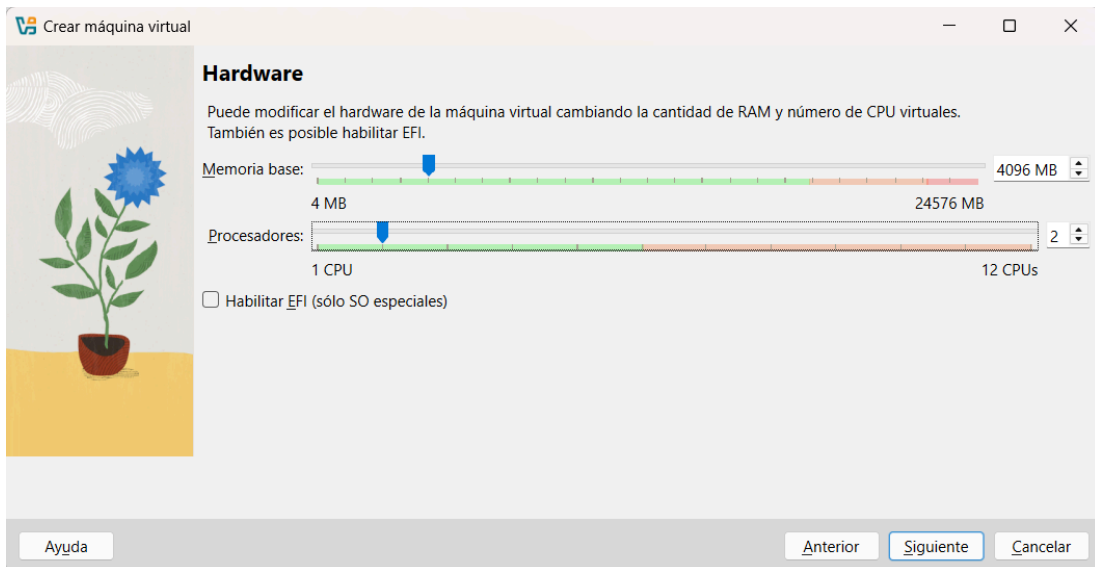 Crear máquina virtual
Hardware
Puede modificar el hardware de la máquina virtual cambiando la cantidad de RAM y número de CPU virtuales.
También es posible habilitar EFI.
Memoria base:
4096 MB
4 MB
24576 MB
Procesadores:
2
1 CPU
12 CPUs
Habilitar EFI (sólo SO especiales)
Ayuda
Anterior
Siguiente
Cancelar